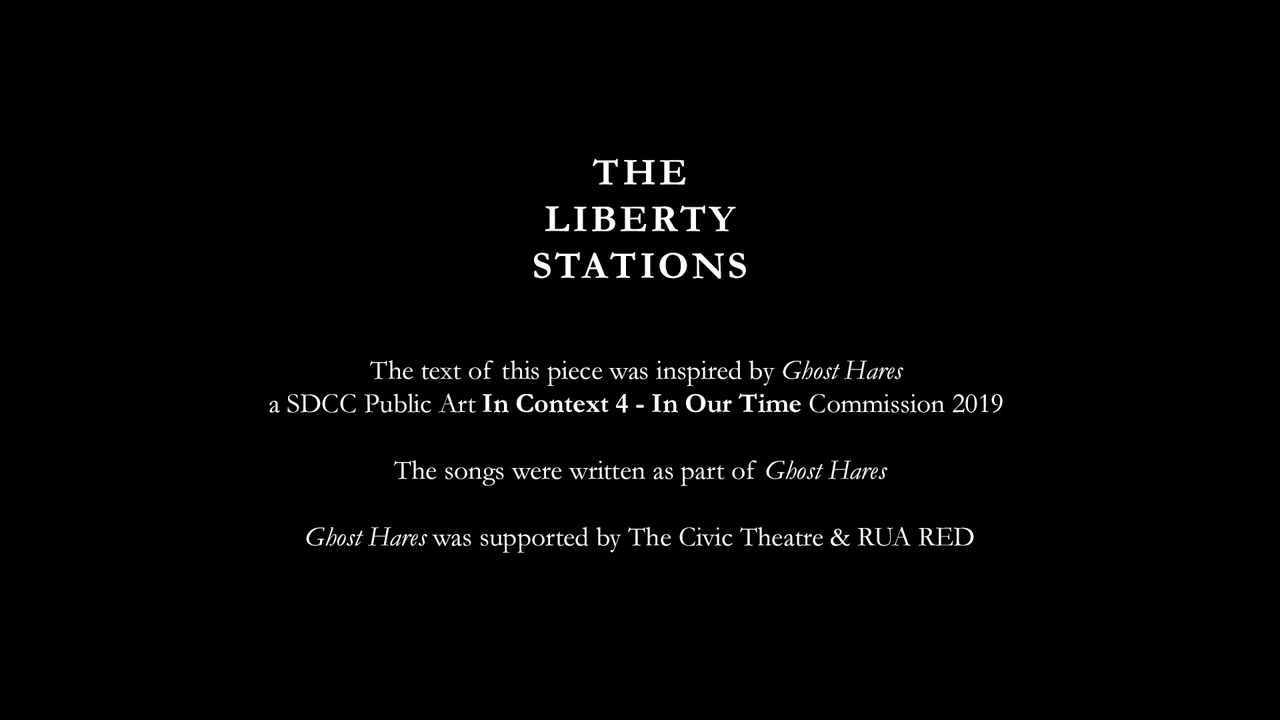 THE
LIBERTY
STATIONS
The text of this piece was inspired by Ghost Hares
a SDCC Public Art In Context 4 - In Our Time Commission 2019
The songs were written as part of Ghost Hares
Ghost Hares was supported by The Civic Theatre & RUA RED